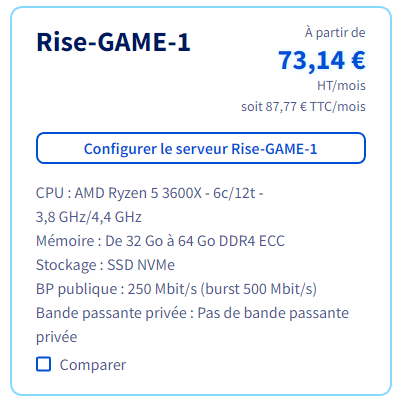 Rise-GAME-1
À partir de
73,14 €
HT/mois
soit 87,77 € TTC/mois
Configurer le serveur Rise-GAME-1
CPU : AMD Ryzen 5 3600X - 6c/12t -
3,8 GHz/4,4 GHz
Mémoire : De 32 Go à 64 Go DDR4 ECC
Stockage : SSD NVMe
BP publique : 250 Mbit/s (burst 500 Mbit/s)
Bande passante privée : Pas de bande passante
privée
Comparer